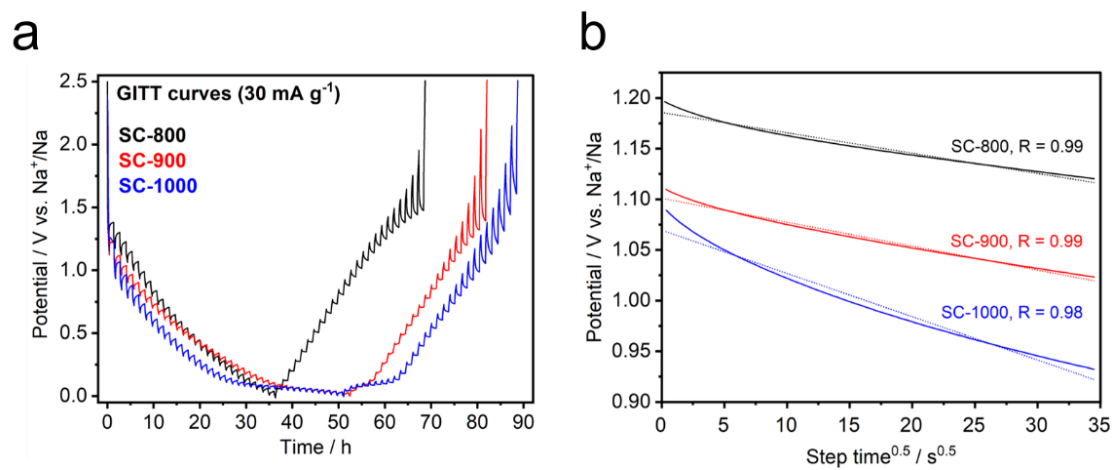 a
GITT curves (30 mA g⁻¹)
SC-800
SC-900
SC-1000
2.5
2.0
1.5
1.0
0.5
0.0
Potential / V vs. Na⁺/Na
0 10 20 30 40 50 60 70 80 90
Time / h
b
SC-800, R = 0.99
SC-900, R = 0.99
SC-1000, R = 0.98
1.20
1.15
1.10
1.05
1.00
0.95
0.90
Potential / V vs. Na⁺/Na
0 5 10 15 20 25 30 35
Step time⁰·⁵ / s⁰·⁵